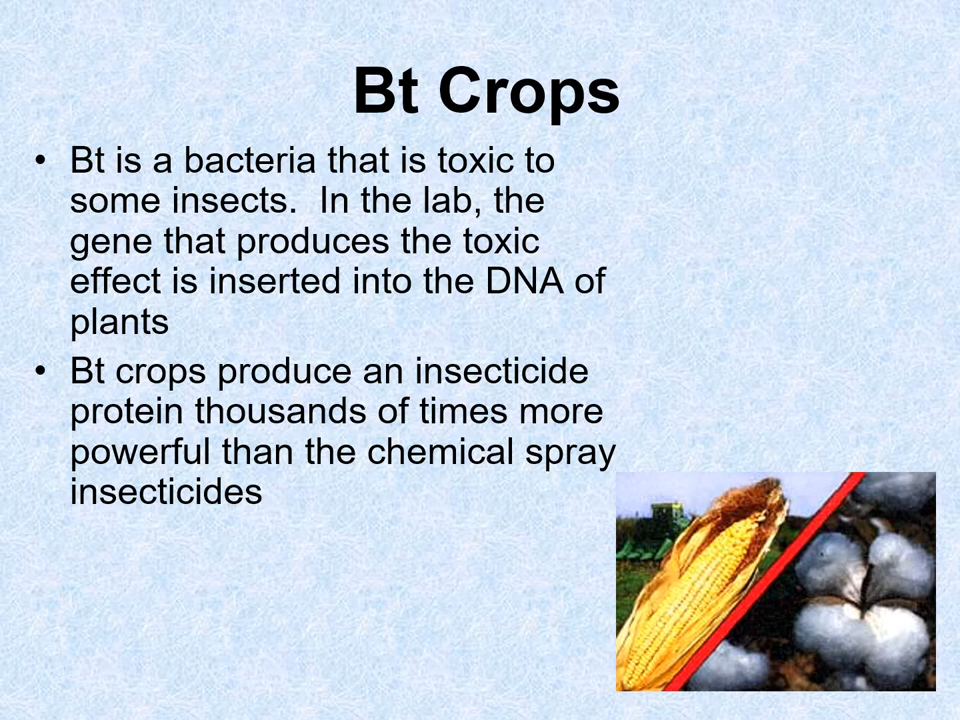 Bt Crops
• Bt is a bacteria that is toxic to
some insects.  In the lab, the
gene that produces the toxic
effect is inserted into the DNA of
plants
• Bt crops produce an insecticide
protein thousands of times more
powerful than the chemical spray
insecticides